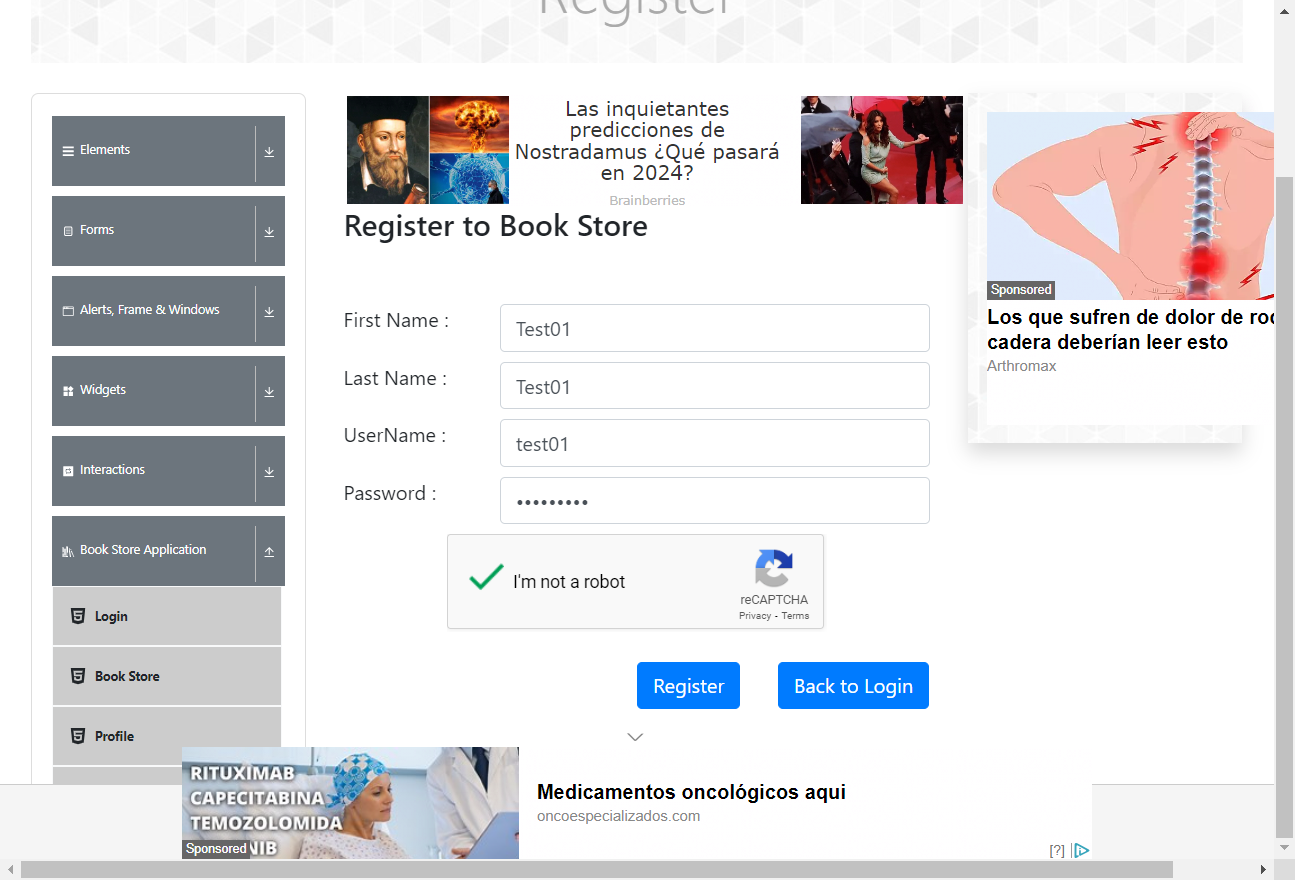 Register
Elements
Forms
Alerts, Frame & Windows
Widgets
Interactions
Book Store Application
Login
Book Store
Profile
Las inquietantes
predicciones de
Nostradamus ¿Qué pasará
en 2024?
Brainberries
Register to Book Store
First Name :
Test01
Last Name :
Test01
UserName :
test01
Password :
•••••••••
I'm not a robot
reCAPTCHA
Privacy - Terms
Register
Back to Login
Sponsored
Los que sufren de dolor de ro
cadera deberían leer esto
Arthromax
RITUXIMAB
CAPECITABINA
TEMOZOLOMIDA
NIB
Sponsored
Medicamentos oncológicos aqui
oncoespecializados.com
[?]